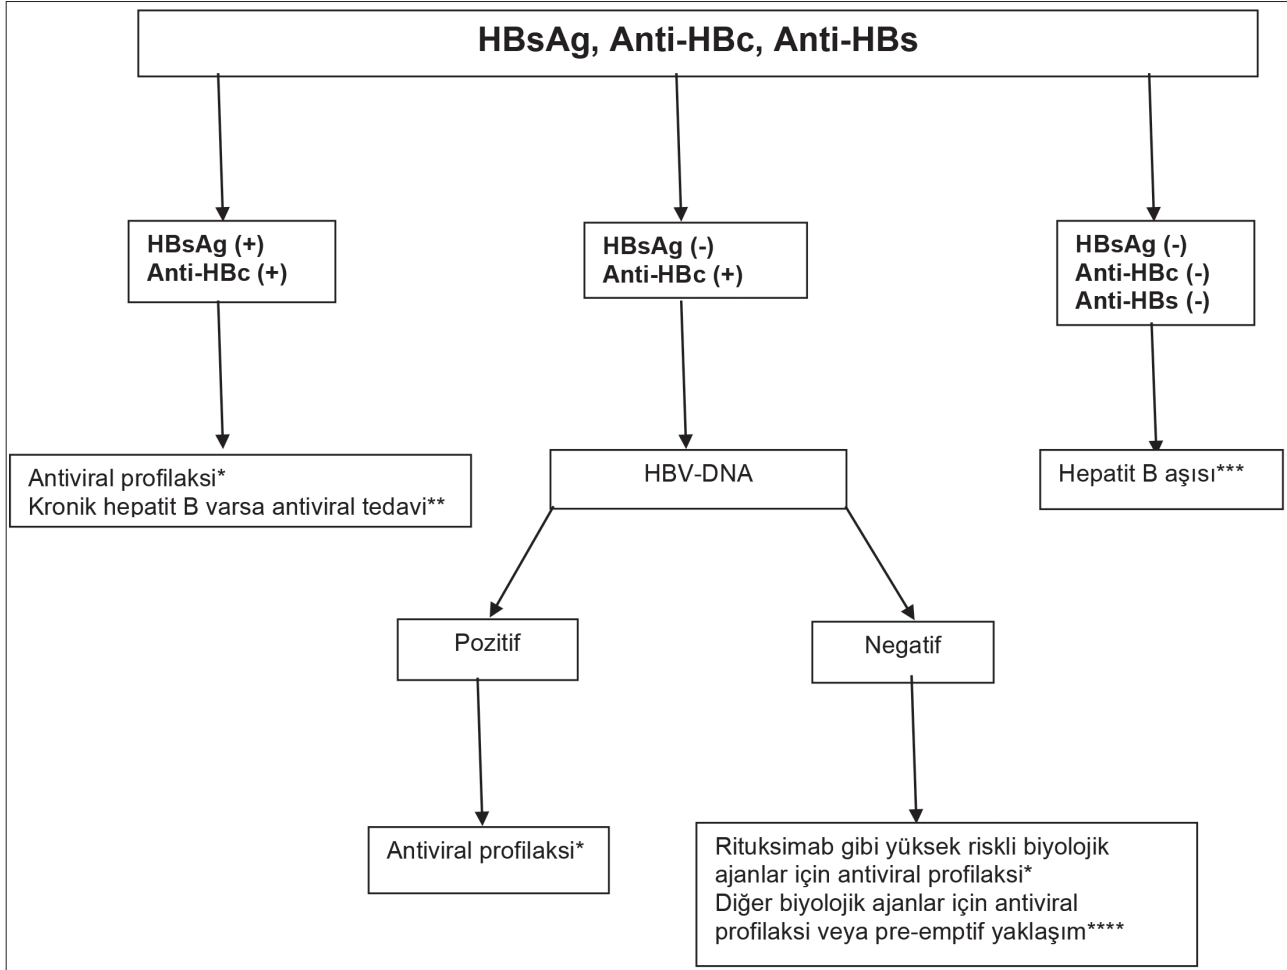 HBsAg, Anti-HBc, Anti-HBs
HBsAg (+)
Anti-HBc (+)
HBsAg (-)
Anti-HBc (+)
HBsAg (-)
Anti-HBc (-)
Anti-HBs (-)
Antiviral profilaksi*
Kronik hepatit B varsa antiviral tedavi**
HBV-DNA
Hepatit B aşısı***
Pozitif
Negatif
Antiviral profilaksi*
Rituksimab gibi yüksek riskli biyolojik
ajanlar için antiviral profilaksi*
Diğer biyolojik ajanlar için antiviral
profilaksi veya pre-emptif yaklaşım****